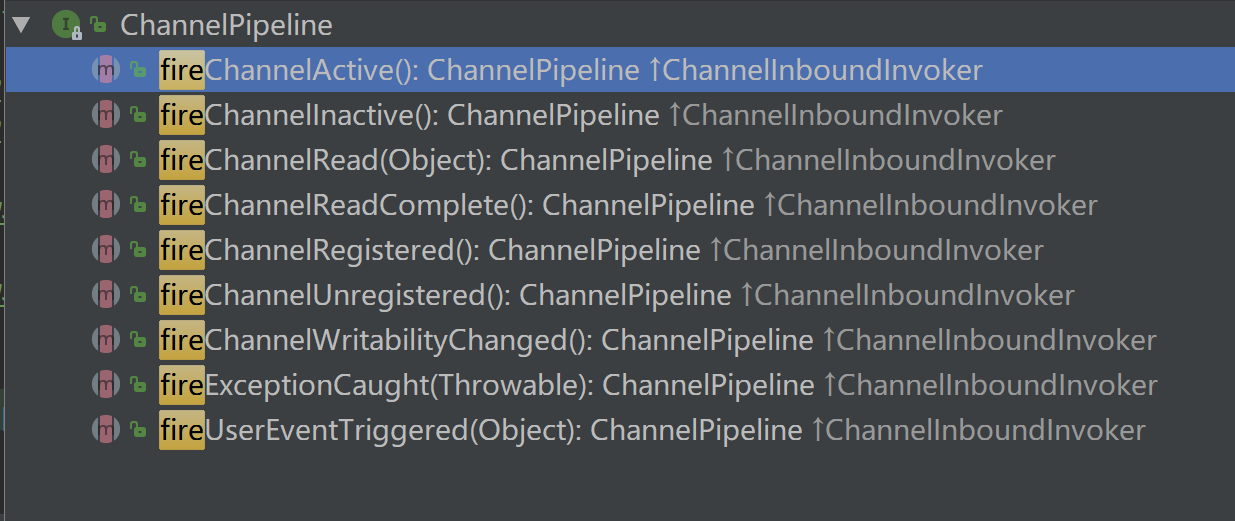 ChannelPipeline
fireChannelActive(): ChannelPipeline ↑ChannelInboundInvoker
fireChannelInactive(): ChannelPipeline ↑ChannelInboundInvoker
fireChannelRead(Object): ChannelPipeline ↑ChannelInboundInvoker
fireChannelReadComplete(): ChannelPipeline ↑ChannelInboundInvoker
fireChannelRegistered(): ChannelPipeline ↑ChannelInboundInvoker
fireChannelUnregistered(): ChannelPipeline ↑ChannelInboundInvoker
fireChannelWritabilityChanged(): ChannelPipeline ↑ChannelInboundInvoker
fireExceptionCaught(Throwable): ChannelPipeline ↑ChannelInboundInvoker
fireUserEventTriggered(Object): ChannelPipeline ↑ChannelInboundInvoker